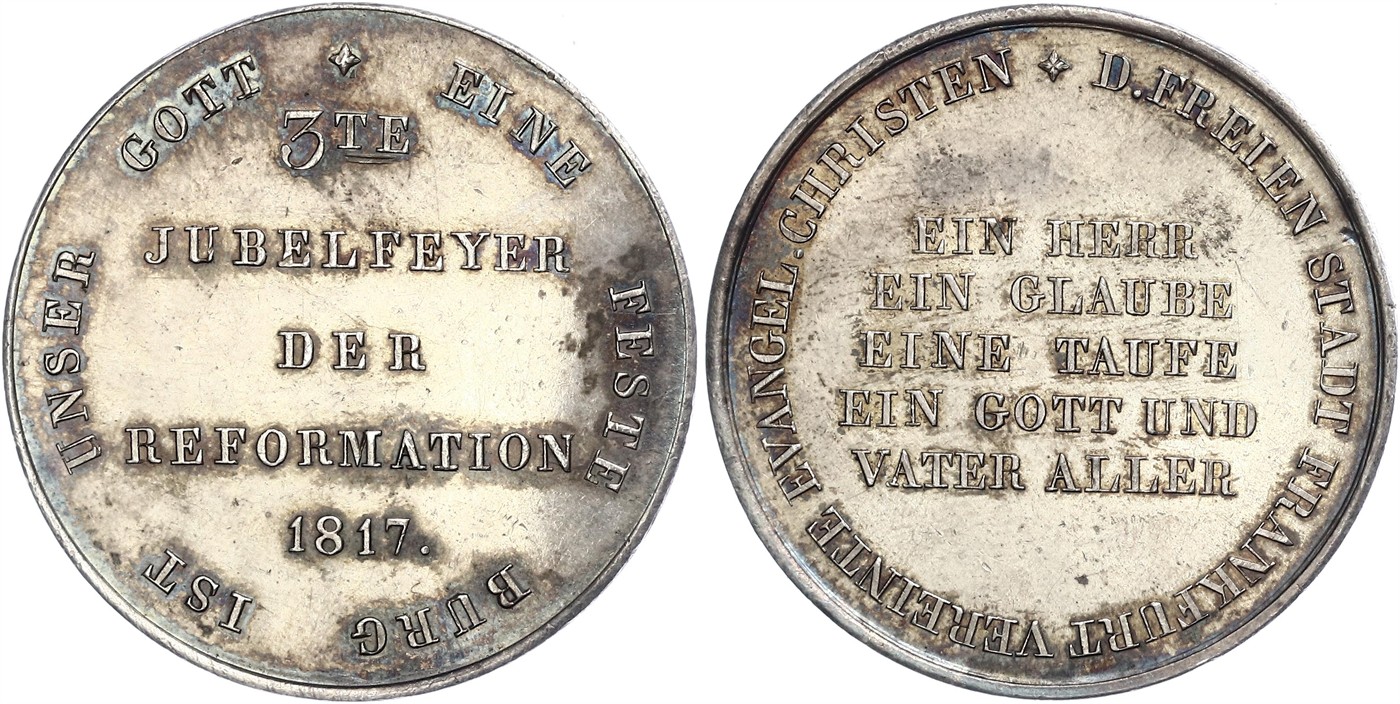 EINE FESTE BURG IST UNSER GOTT
3TE
JUBELFEYER
DER
REFORMATION
1817.
D.FREIEN STADT FRANKFURT VEREINTE EVANGEL.CHRISTEN
EIN HERR
EIN GLAUBE
EINE TAUFE
EIN GOTT UND
VATER ALLER